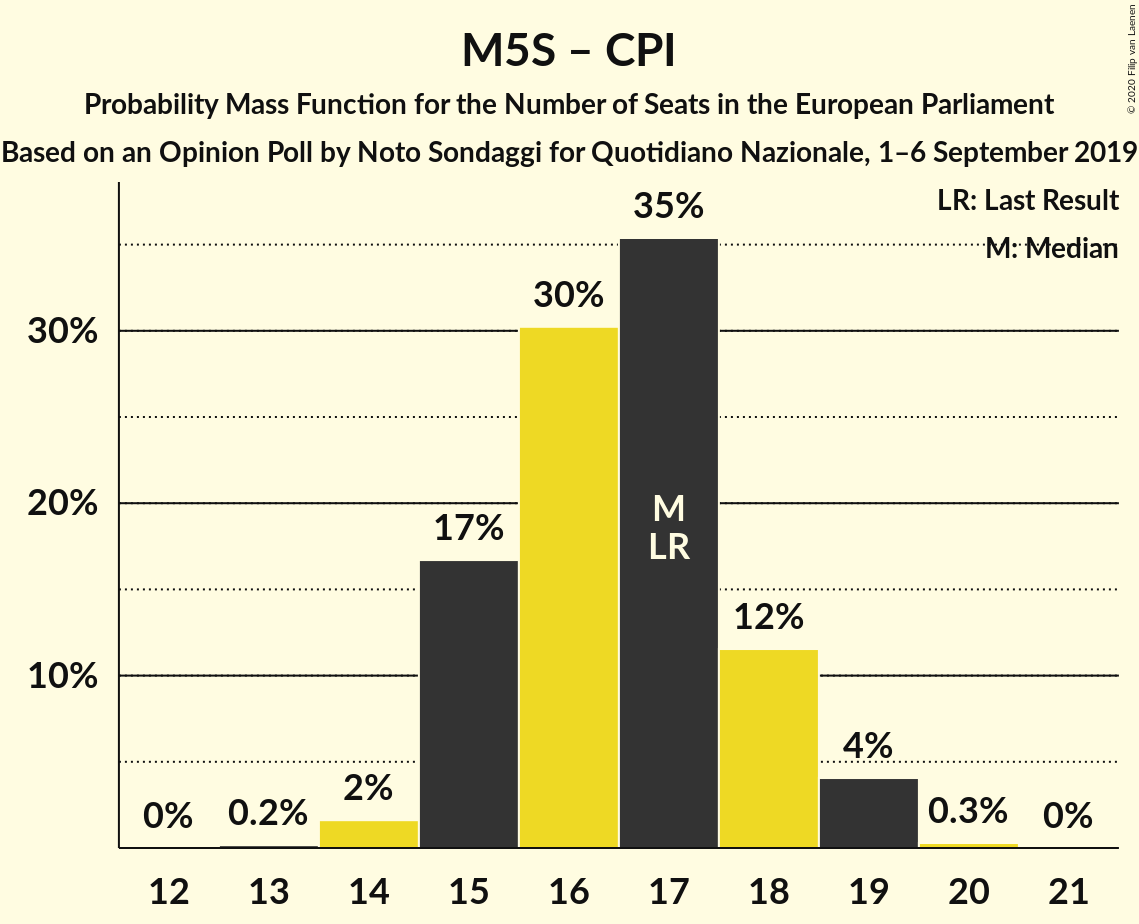 M5S – CPI
Probability Mass Function for the Number of Seats in the European Parliament
Based on an Opinion Poll by Noto Sondaggi for Quotidiano Nazionale, 1–6 September 2019
© 2020 Filip van Laenen
LR: Last Result
M: Median
35%
30%
30%
M
LR
20%
17%
12%
10%
4%
2%
0%
0.2%
0.3%
0%
12 13 14 15 16 17 18 19 20 21